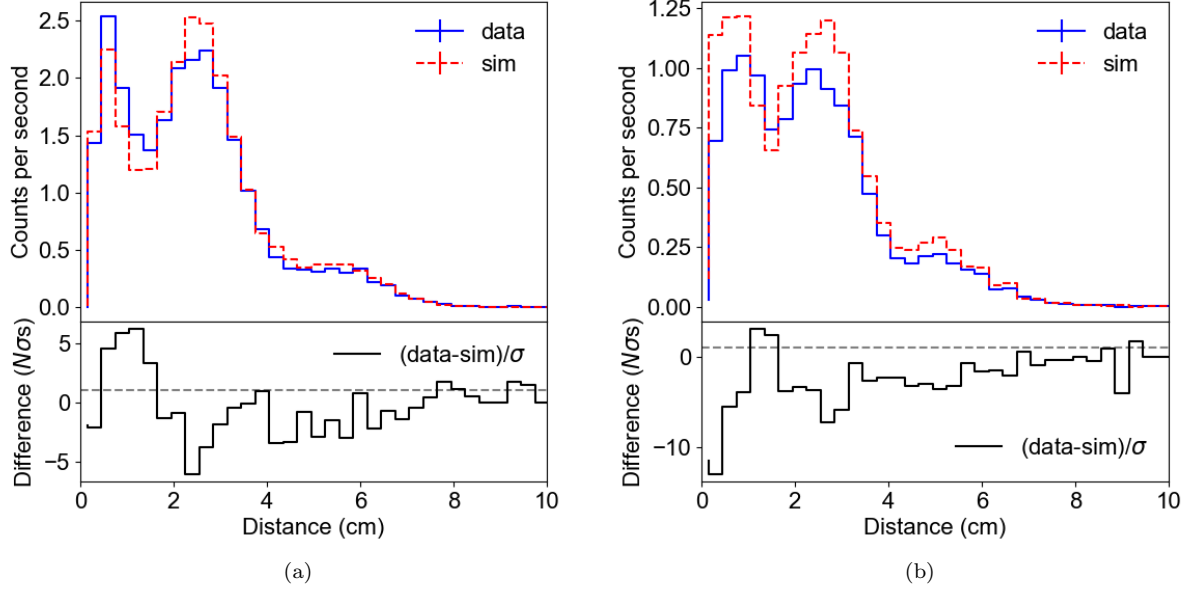 2.5
2.0
1.5
1.0
0.5
0.0
Counts per second
data
sim
5
0
−5
Difference (Nσs)
(data-sim)/σ
0 2 4 6 8 10
Distance (cm)
(a)
1.25
1.00
0.75
0.50
0.25
0.00
Counts per second
data
sim
0
−10
Difference (Nσs)
(data-sim)/σ
0 2 4 6 8 10
Distance (cm)
(b)